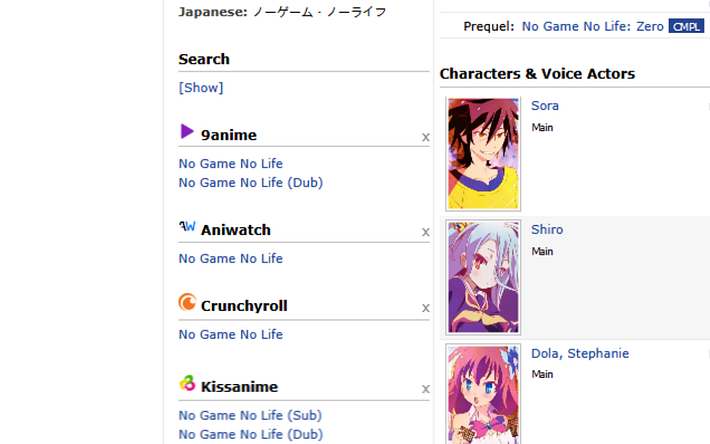 Japanese: ノーゲーム・ノーライフ
Search
[Show]
9anime x
No Game No Life
No Game No Life (Dub)
Aniwatch x
No Game No Life
Crunchyroll x
No Game No Life
Kissanime x
No Game No Life (Sub)
No Game No Life (Dub)
Prequel: No Game No Life: Zero CMPL
Characters & Voice Actors
Sora
Main
Shiro
Main
Dola, Stephanie
Main